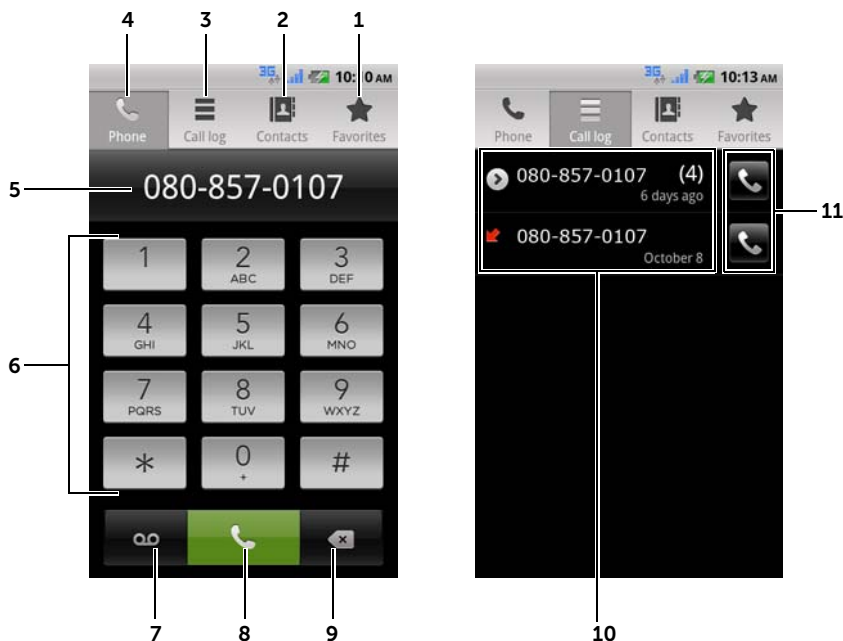 4 3 2 1
3G 10:10 AM
Phone Call log Contacts Favorites
5
080-857-0107
1 2 3
ABC DEF
4 5 6
GHI JKL MNO
6
7 8 9
PQRS TUV WXYZ
* 0 #
+
7 8 9
3G 10:13 AM
Phone Call log Contacts Favorites
080-857-0107 (4)
6 days ago
11
080-857-0107
October 8
10